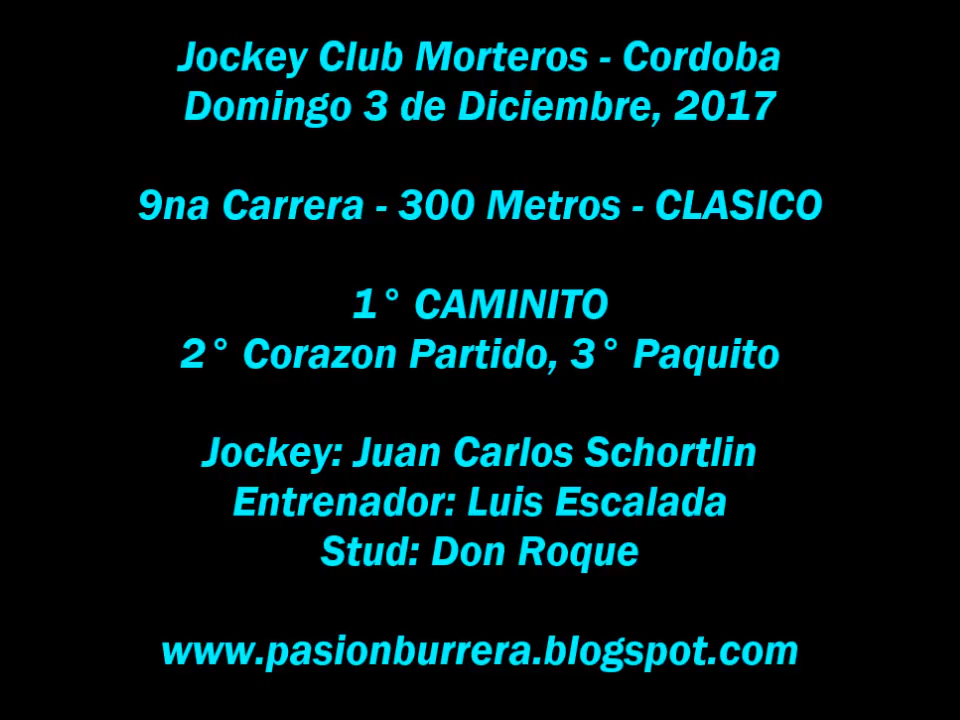 Jockey Club Morteros - Cordoba
Domingo 3 de Diciembre, 2017
9na Carrera - 300 Metros - CLASICO
1° CAMINITO
2° Corazon Partido, 3° Paquito
Jockey: Juan Carlos Schortlin
Entrenador: Luis Escalada
Stud: Don Roque
www.pasionburrera.blogspot.com